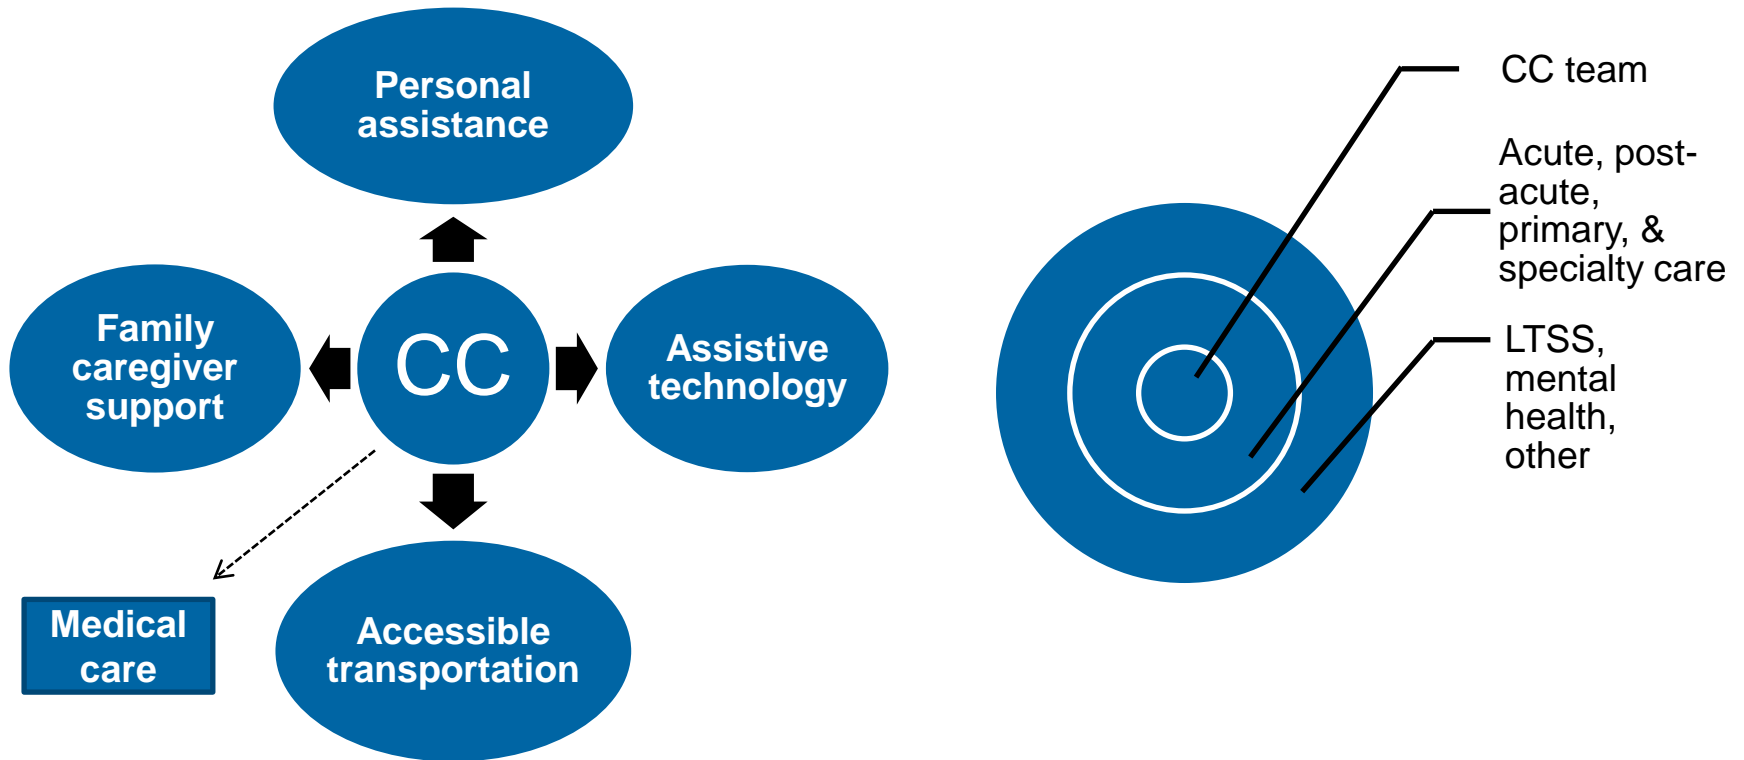 Personal
assistance
Family
caregiver
support
CC
Assistive
technology
Medical
care
Accessible
transportation
CC team
Acute, post-
acute,
primary, &
specialty care
LTSS,
mental
health,
other